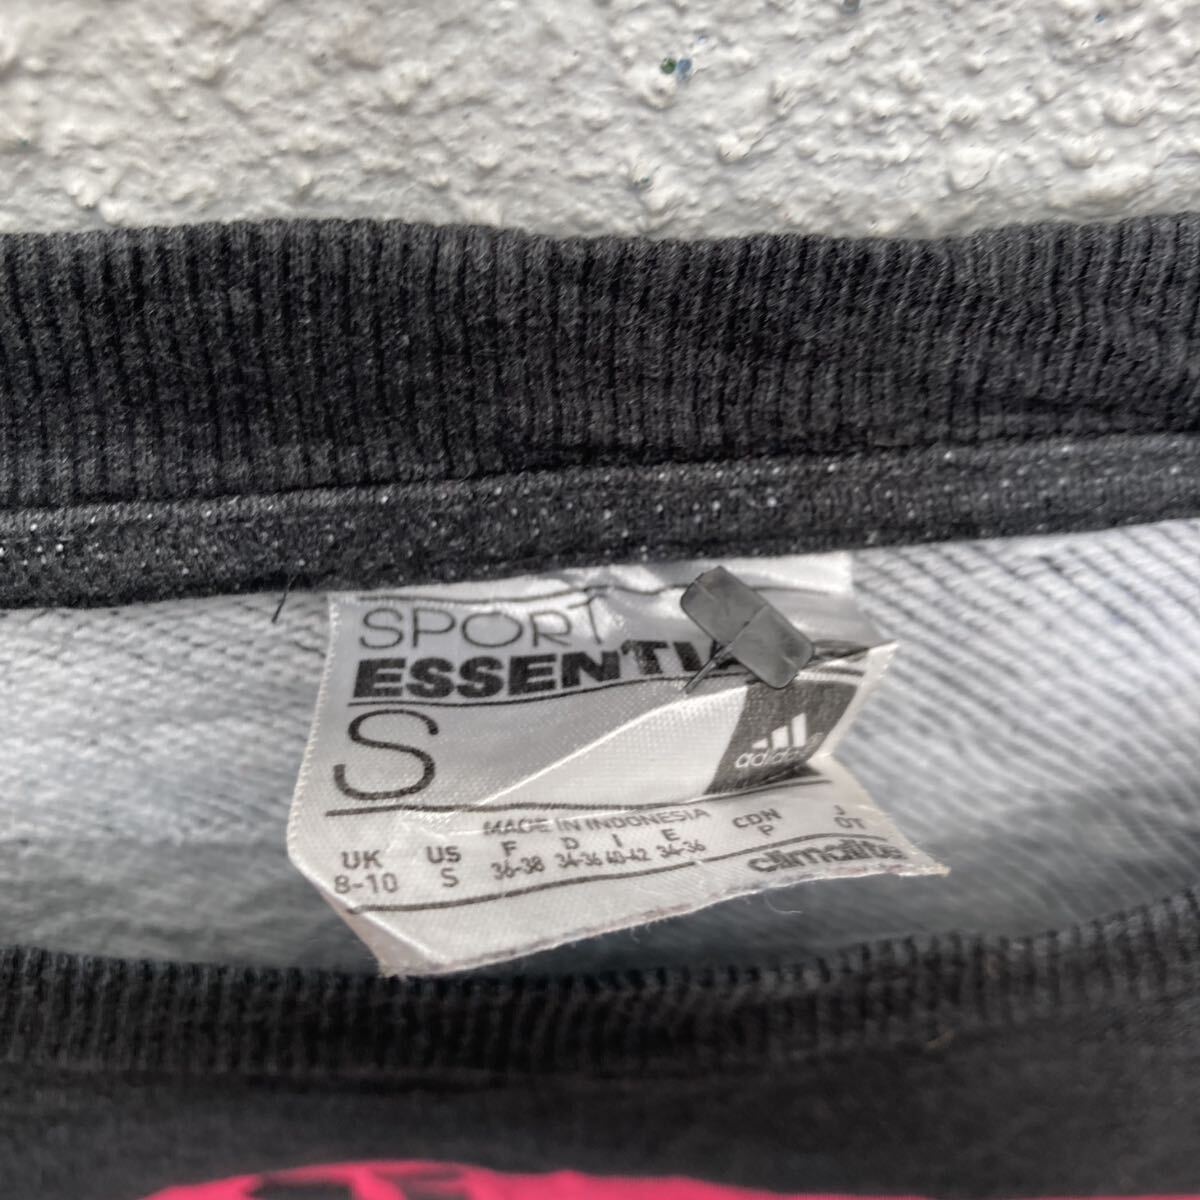 SPORT
ESSENTI
S
adidas
MADE IN INDONESIA
UK US F D I E CDN J
8-10 S 36-38 34-36 40-42 34-36 P OT
climalite